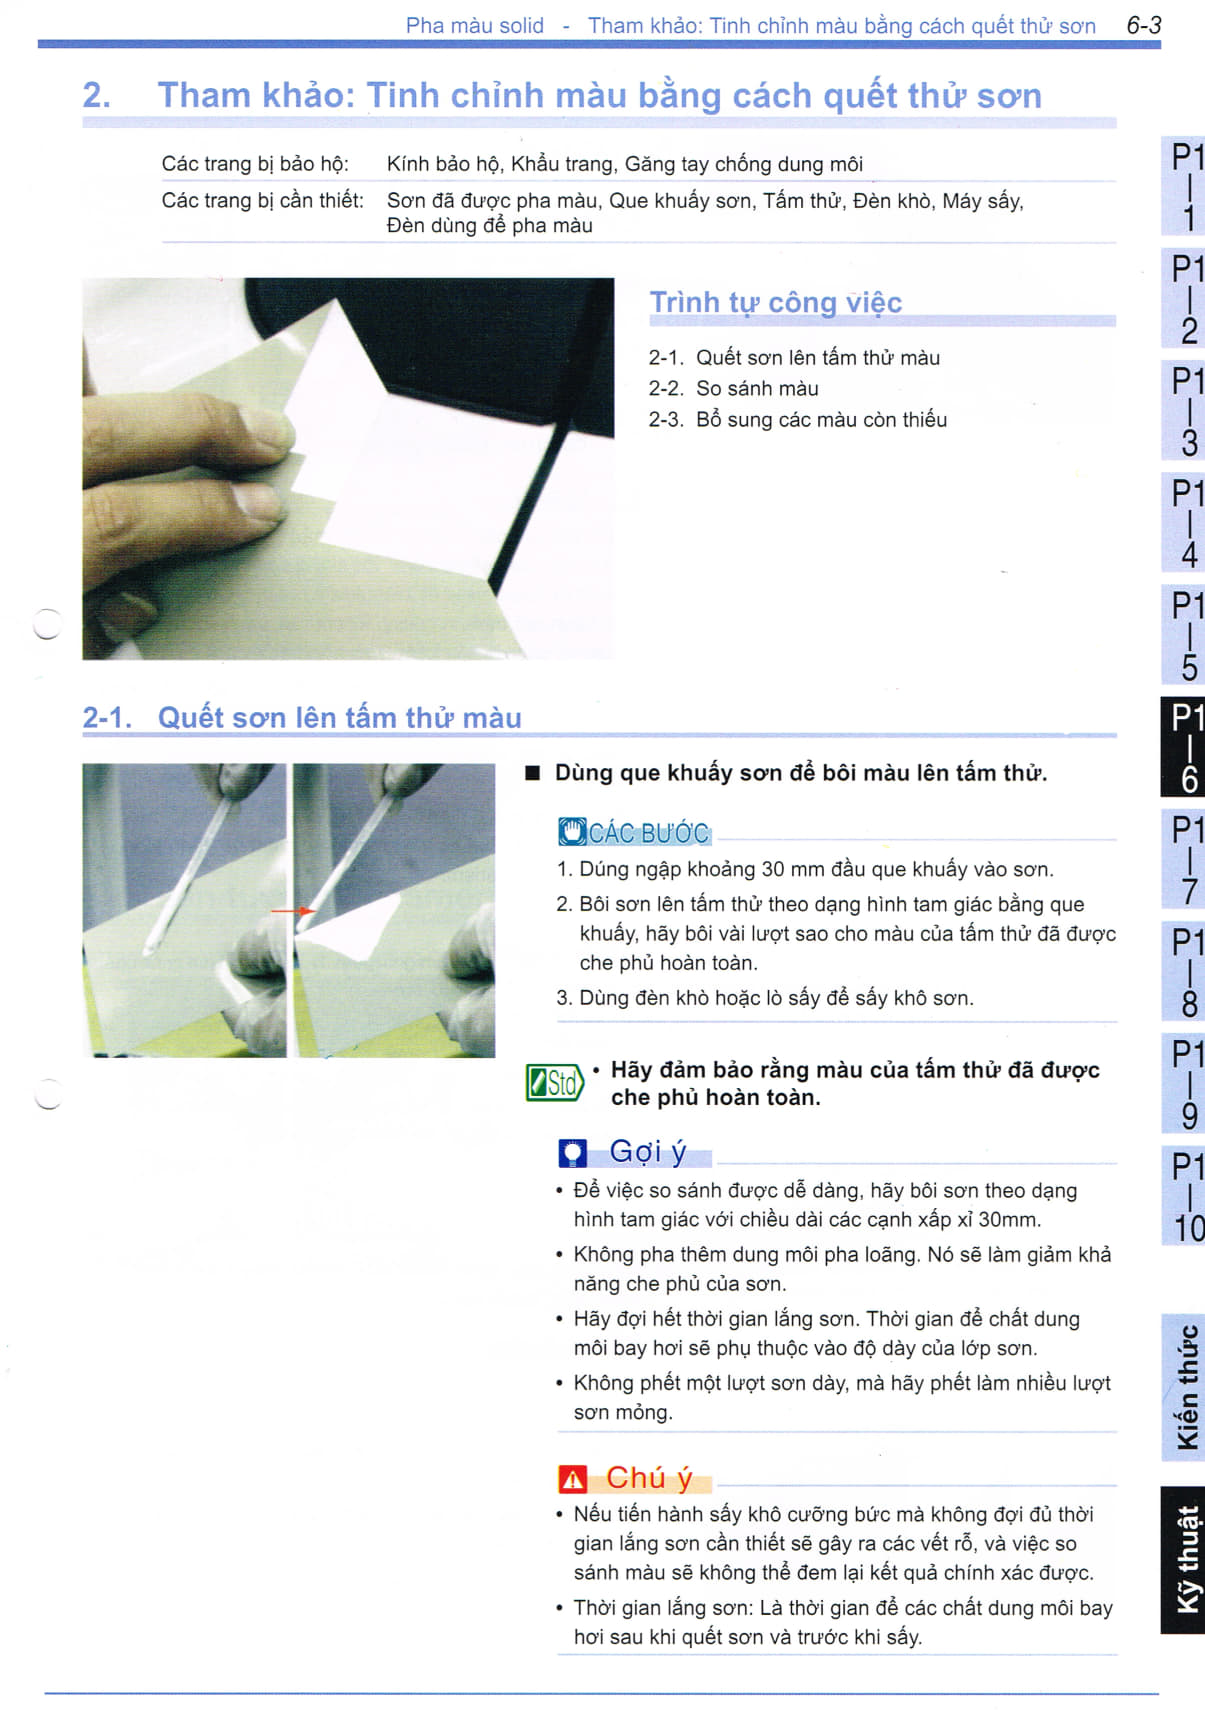 Pha màu solid - Tham khảo: Tinh chỉnh màu bằng cách quết thử sơn 6-3
2. Tham khảo: Tinh chỉnh màu bằng cách quết thử sơn
Các trang bị bảo hộ: Kính bảo hộ, Khẩu trang, Găng tay chống dung môi
Các trang bị cần thiết: Sơn đã được pha màu, Que khuấy sơn, Tấm thử, Đèn khò, Máy sấy,
Đèn dùng để pha màu
Trình tự công việc
2-1. Quết sơn lên tấm thử màu
2-2. So sánh màu
2-3. Bổ sung các màu còn thiếu
2-1. Quết sơn lên tấm thử màu
■ Dùng que khuấy sơn để bôi màu lên tấm thử.
CÁC BƯỚC
1. Dúng ngập khoảng 30 mm đầu que khuấy vào sơn.
2. Bôi sơn lên tấm thử theo dạng hình tam giác bằng que
khuấy, hãy bôi vài lượt sao cho màu của tấm thử đã được
che phủ hoàn toàn.
3. Dùng đèn khò hoặc lò sấy để sấy khô sơn.
Std • Hãy đảm bảo rằng màu của tấm thử đã được
che phủ hoàn toàn.
Gợi ý
• Để việc so sánh được dễ dàng, hãy bôi sơn theo dạng
hình tam giác với chiều dài các cạnh xấp xỉ 30mm.
• Không pha thêm dung môi pha loãng. Nó sẽ làm giảm khả
năng che phủ của sơn.
• Hãy đợi hết thời gian lắng sơn. Thời gian để chất dung
môi bay hơi sẽ phụ thuộc vào độ dày của lớp sơn.
• Không phết một lượt sơn dày, mà hãy phết làm nhiều lượt
sơn mỏng.
Chú ý
• Nếu tiến hành sấy khô cưỡng bức mà không đợi đủ thời
gian lắng sơn cần thiết sẽ gây ra các vết rỗ, và việc so
sánh màu sẽ không thể đem lại kết quả chính xác được.
• Thời gian lắng sơn: Là thời gian để các chất dung môi bay
hơi sau khi quết sơn và trước khi sấy.
P1
1
P1
2
P1
3
P1
4
P1
5
P1
6
P1
7
P1
8
P1
9
P1
10
Kiến thức
Kỹ thuật